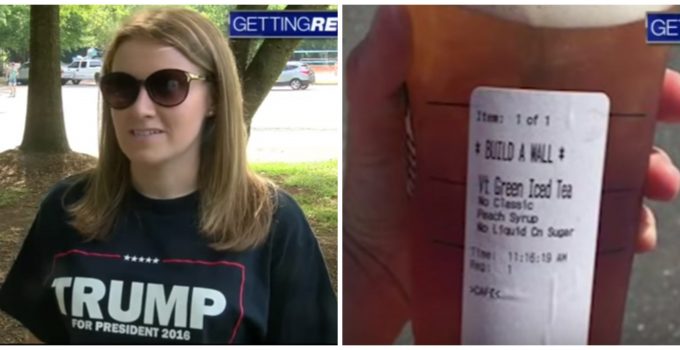 GETTINGRE
TRUMP
FOR PRESIDENT 2016
GET
Item: 1 of 1
* BUILD A WALL *
Vt Green Iced Tea
No Classic
Peach Syrup
No Liquid Cn Sugar
Time: 11:16:19 AM
Reg: 1
>CAFE<